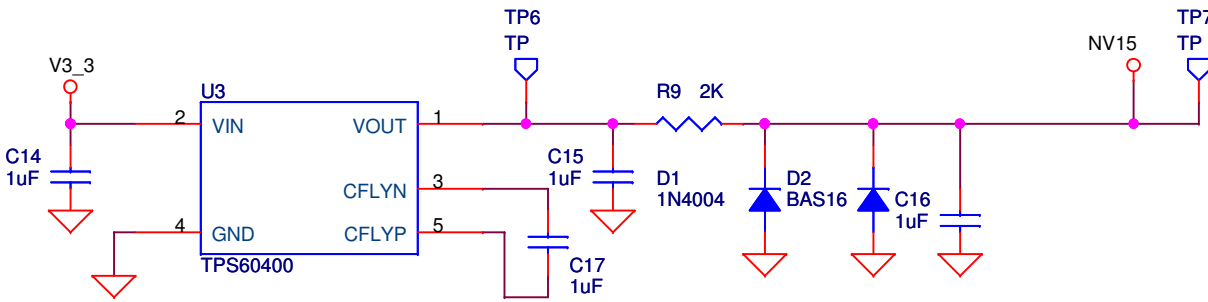 TP6
TP
TP7
TP
NV15
V3_3
U3
R9 2K
2
VIN
VOUT
1
C14
1uF
C15
1uF
CFLYN
3
D1
1N4004
D2
BAS16
C16
1uF
4
GND
CFLYP
5
TPS60400
C17
1uF